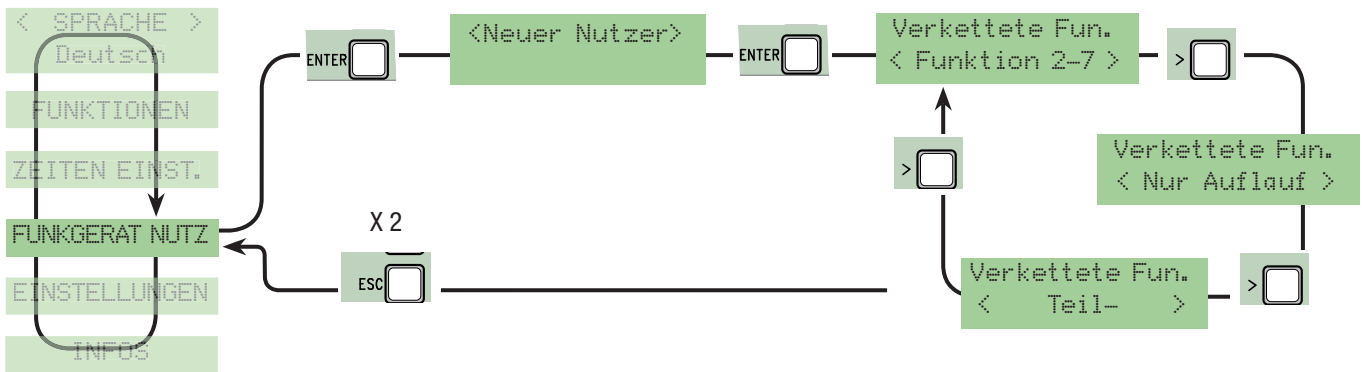 < SPRACHE >
Deutsch
FUNKTIONEN
ZEITEN EINST.
FUNKGERAT NUTZ
EINSTELLUNGEN
INFOS
ENTER
<Neuer Nutzer>
ENTER
Verkettete Fun.
< Funktion 2–7 >
>
Verkettete Fun.
< Nur Auflauf >
>
Verkettete Fun.
< Teil– >
>
X 2
ESC